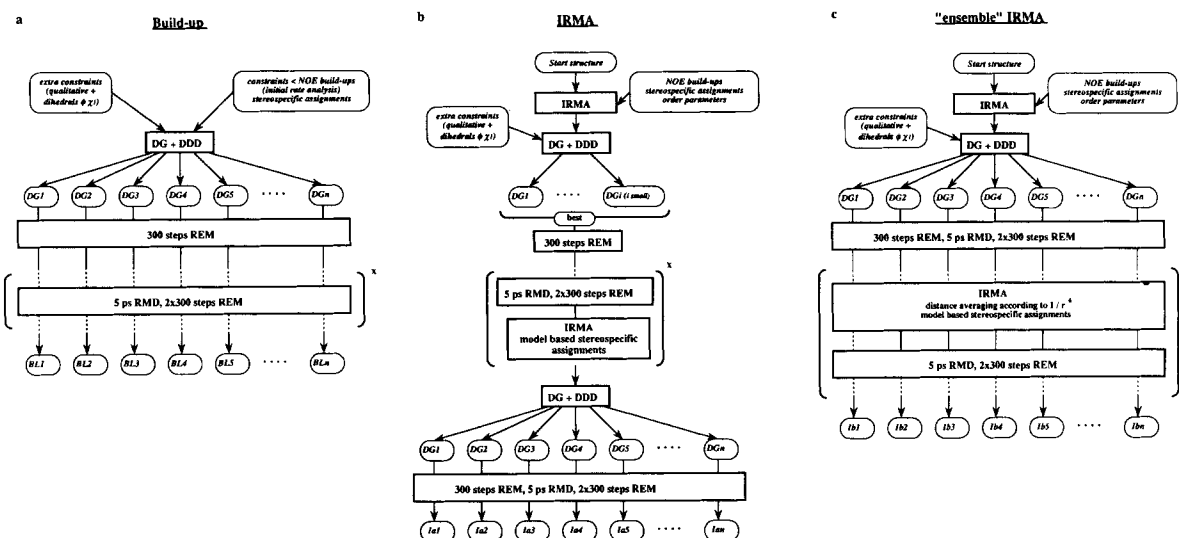 a
Build-up
extra constraints
(qualitative +
dihedrals ϕ χ1)
constraints < NOE build-ups
(initial rate analysis)
stereospecific assignments
DG + DDD
DG1
DG2
DG3
DG4
DG5
....
DGn
300 steps REM
x
5 ps RMD, 2x300 steps REM
BL1
BL2
BL3
BL4
BL5
....
BLn
b
IRMA
Start structure
NOE build-ups
stereospecific assignments
order parameters
IRMA
extra constraints
(qualitative +
dihedrals ϕ χ1)
DG + DDD
DG1
....
DGi (i small)
best
300 steps REM
x
5 ps RMD, 2x300 steps REM
IRMA
model based stereospecific
assignments
DG + DDD
DG1
DG2
DG3
DG4
DG5
....
DGn
300 steps REM, 5 ps RMD, 2x300 steps REM
Ia1
Ia2
Ia3
Ia4
Ia5
....
Ian
c
"ensemble" IRMA
Start structure
NOE build-ups
stereospecific assignments
order parameters
IRMA
extra constraints
(qualitative +
dihedrals ϕ χ1)
DG + DDD
DG1
DG2
DG3
DG4
DG5
....
DGn
300 steps REM, 5 ps RMD, 2x300 steps REM
x
IRMA
distance averaging according to 1 / r
model based stereospecific assignments
5 ps RMD, 2x300 steps REM
Ib1
Ib2
Ib3
Ib4
Ib5
....
Ibn